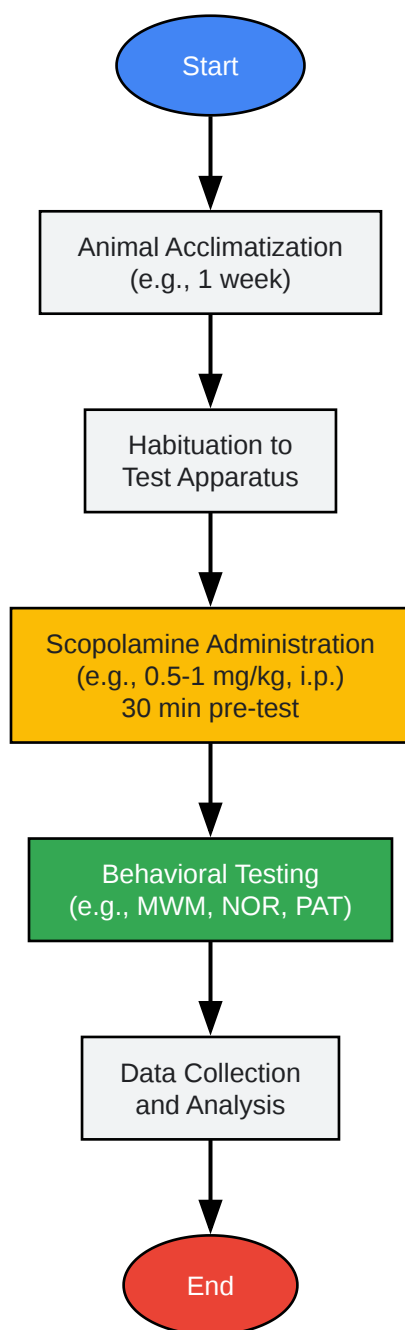 Start
Animal Acclimatization
(e.g., 1 week)
Habituation to
Test Apparatus
Scopolamine Administration
(e.g., 0.5-1 mg/kg, i.p.)
30 min pre-test
Behavioral Testing
(e.g., MWM, NOR, PAT)
Data Collection
and Analysis
End